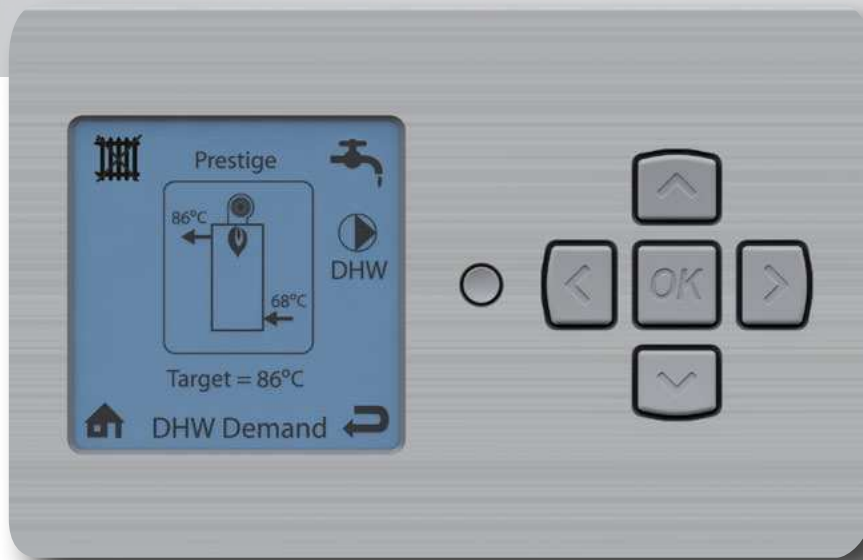 Prestige
86°C
DHW
68°C
Target = 86°C
DHW Demand
OK